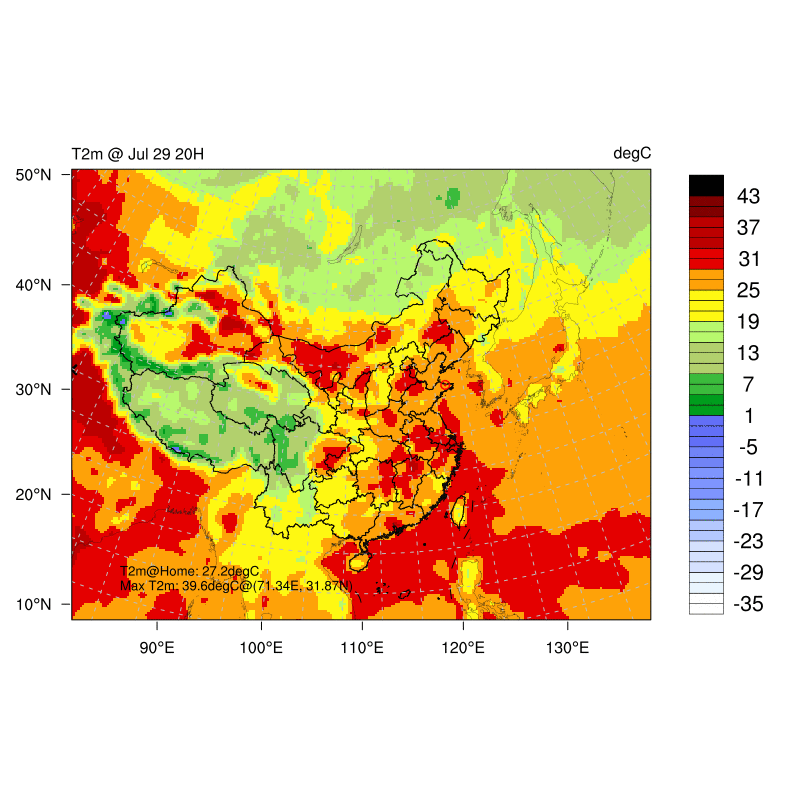 T2m @ Jul 29 20H
degC
50°N
40°N
30°N
20°N
10°N
90°E
100°E
110°E
120°E
130°E
43
37
31
25
19
13
7
1
-5
-11
-17
-23
-29
-35
T2m@Home: 27.2degC
Max T2m: 39.6degC@(71.34E, 31.87N)